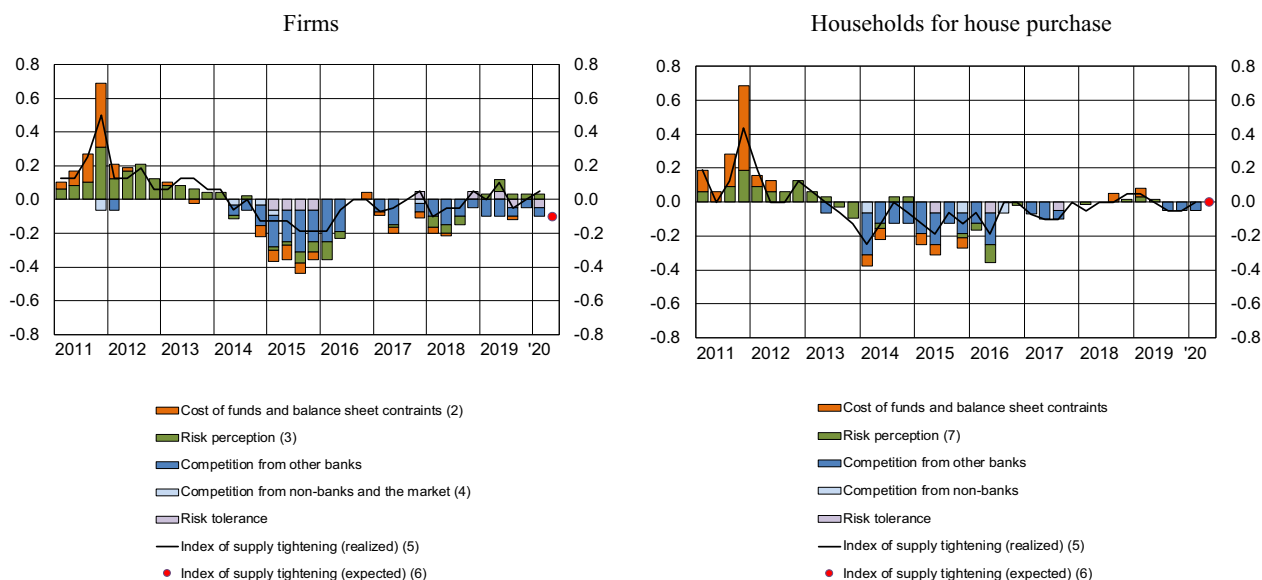 Firms
0.8 0.8
0.6 0.6
0.4 0.4
0.2 0.2
0.0 0.0
-0.2 -0.2
-0.4 -0.4
-0.6 -0.6
-0.8 -0.8
2011 2012 2013 2014 2015 2016 2017 2018 2019 '20
Cost of funds and balance sheet contraints (2)
Risk perception (3)
Competition from other banks
Competition from non-banks and the market (4)
Risk tolerance
Index of supply tightening (realized) (5)
Index of supply tightening (expected) (6)
Households for house purchase
0.8 0.8
0.6 0.6
0.4 0.4
0.2 0.2
0.0 0.0
-0.2 -0.2
-0.4 -0.4
-0.6 -0.6
-0.8 -0.8
2011 2012 2013 2014 2015 2016 2017 2018 2019 '20
Cost of funds and balance sheet contraints
Risk perception (7)
Competition from other banks
Competition from non-banks
Risk tolerance
Index of supply tightening (realized) (5)
Index of supply tightening (expected) (6)